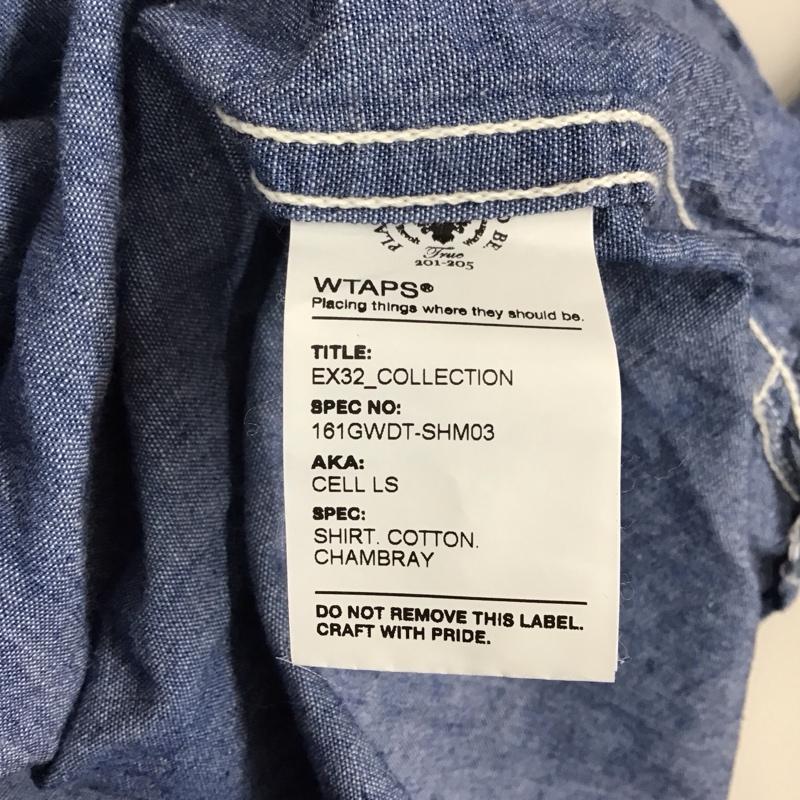 True
201-205
WTAPS®
Placing things where they should be.
TITLE:
EX32_COLLECTION
SPEC NO:
161GWDT-SHM03
AKA:
CELL LS
SPEC:
SHIRT. COTTON.
CHAMBRAY
DO NOT REMOVE THIS LABEL.
CRAFT WITH PRIDE.